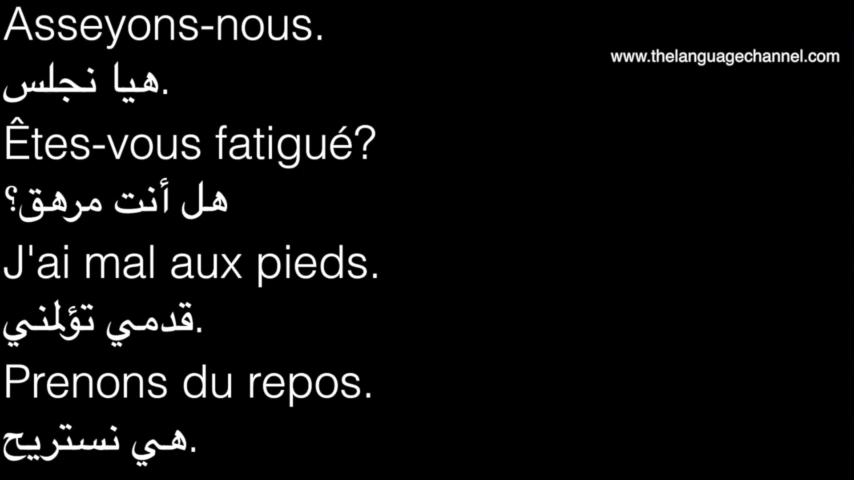 Asseyons-nous.
www.thelanguagechannel.com
هيا نجلس.
Êtes-vous fatigué?
هل أنت مرهق؟
J'ai mal aux pieds.
قدمي تؤلمني.
Prenons du repos.
هي نستريح.